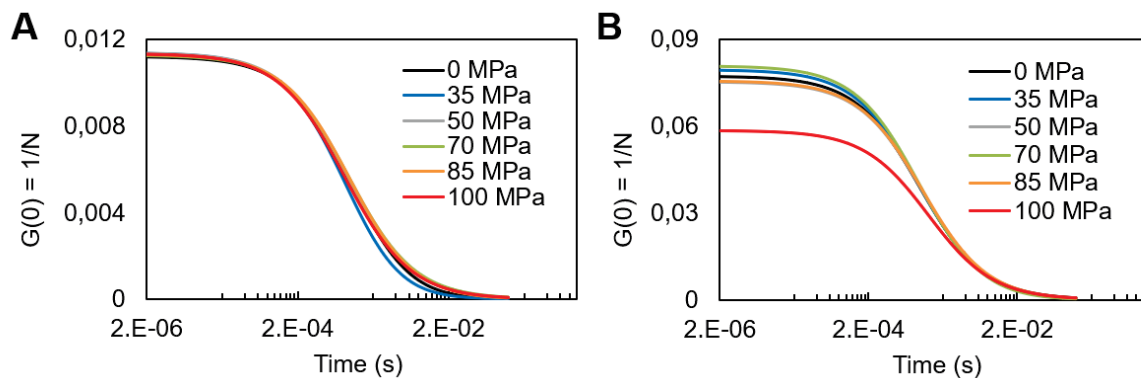 A
G(0) = 1/N
0,012
0,008
0,004
0
0 MPa
35 MPa
50 MPa
70 MPa
85 MPa
100 MPa
2.E-06
2.E-04
2.E-02
Time (s)
B
G(0) = 1/N
0,09
0,06
0,03
0
0 MPa
35 MPa
50 MPa
70 MPa
85 MPa
100 MPa
2.E-06
2.E-04
2.E-02
Time (s)